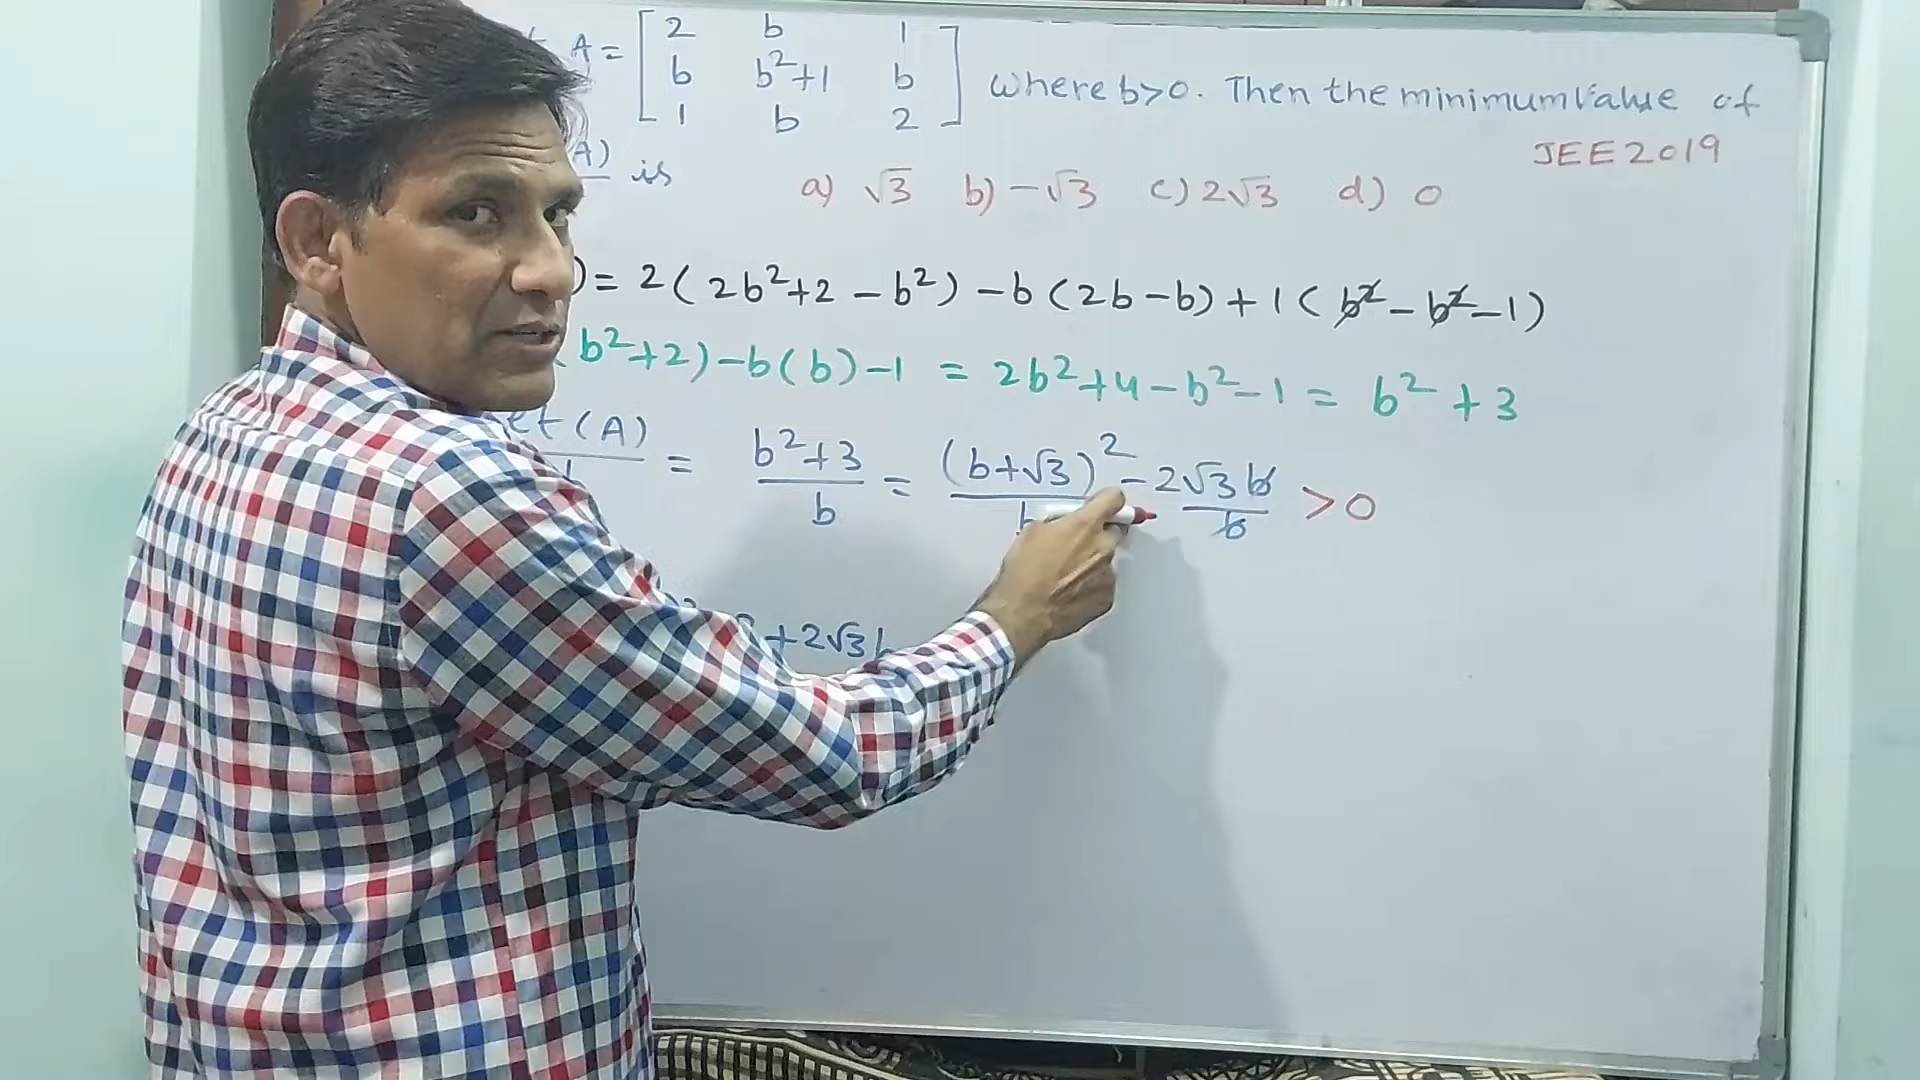 A = [ 2 b 1
b b²+1 b
1 b 2 ] where b>0. Then the minimum value of
A) is a) √3 b) -√3 c) 2√3 d) 0 JEE 2019
) = 2(2b²+2-b²) - b(2b-b) + 1(b²-b²-1)
(b²+2) - b(b) - 1 = 2b²+4-b²-1 = b²+3
et(A) = b²+3 / b = (b+√3)² / b - 2√3b / b > 0
+2√3b